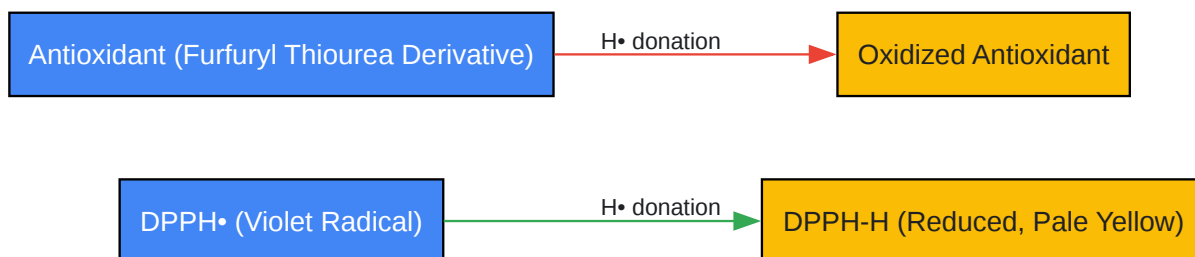 Antioxidant (Furfuryl Thiourea Derivative)
H• donation
Oxidized Antioxidant
DPPH• (Violet Radical)
H• donation
DPPH-H (Reduced, Pale Yellow)